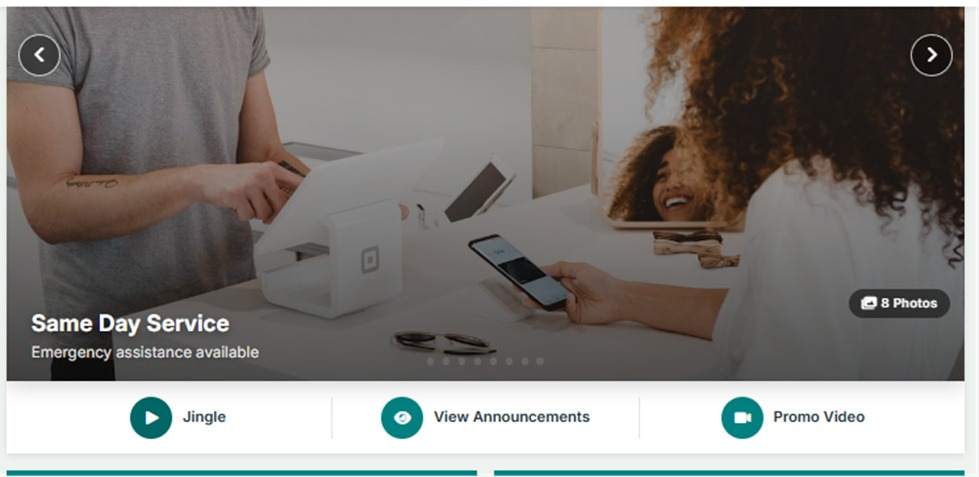 8 Photos
Same Day Service
Emergency assistance available
Jingle
View Announcements
Promo Video